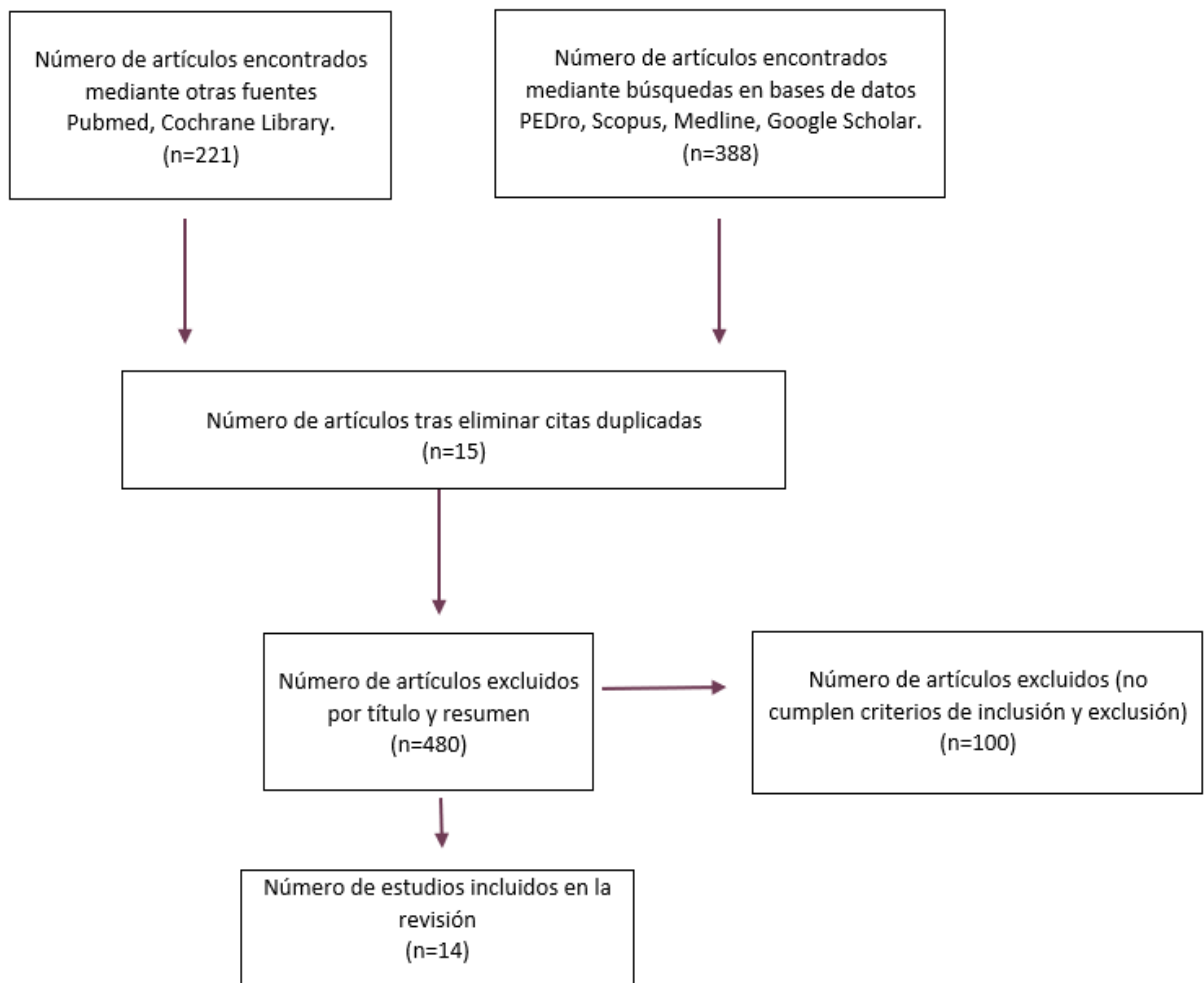 Número de artículos encontrados
mediante otras fuentes
Pubmed, Cochrane Library.
(n=221)
Número de artículos encontrados
mediante búsquedas en bases de datos
PEDro, Scopus, Medline, Google Scholar.
(n=388)
Número de artículos tras eliminar citas duplicadas
(n=15)
Número de artículos excluidos
por título y resumen
(n=480)
Número de artículos excluidos (no
cumplen criterios de inclusión y exclusión)
(n=100)
Número de estudios incluidos en la
revisión
(n=14)